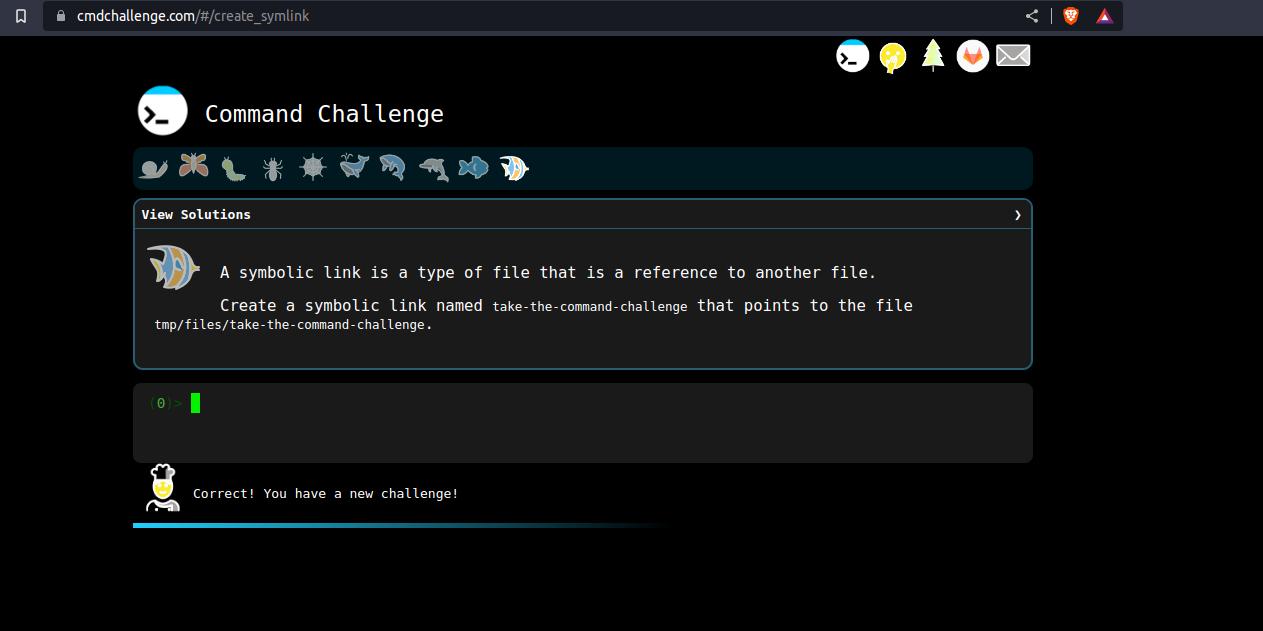 cmdchallenge.com/#/create_symlink
Command Challenge
View Solutions ❯
A symbolic link is a type of file that is a reference to another file.
Create a symbolic link named take-the-command-challenge that points to the file
tmp/files/take-the-command-challenge.
(0)>
Correct! You have a new challenge!